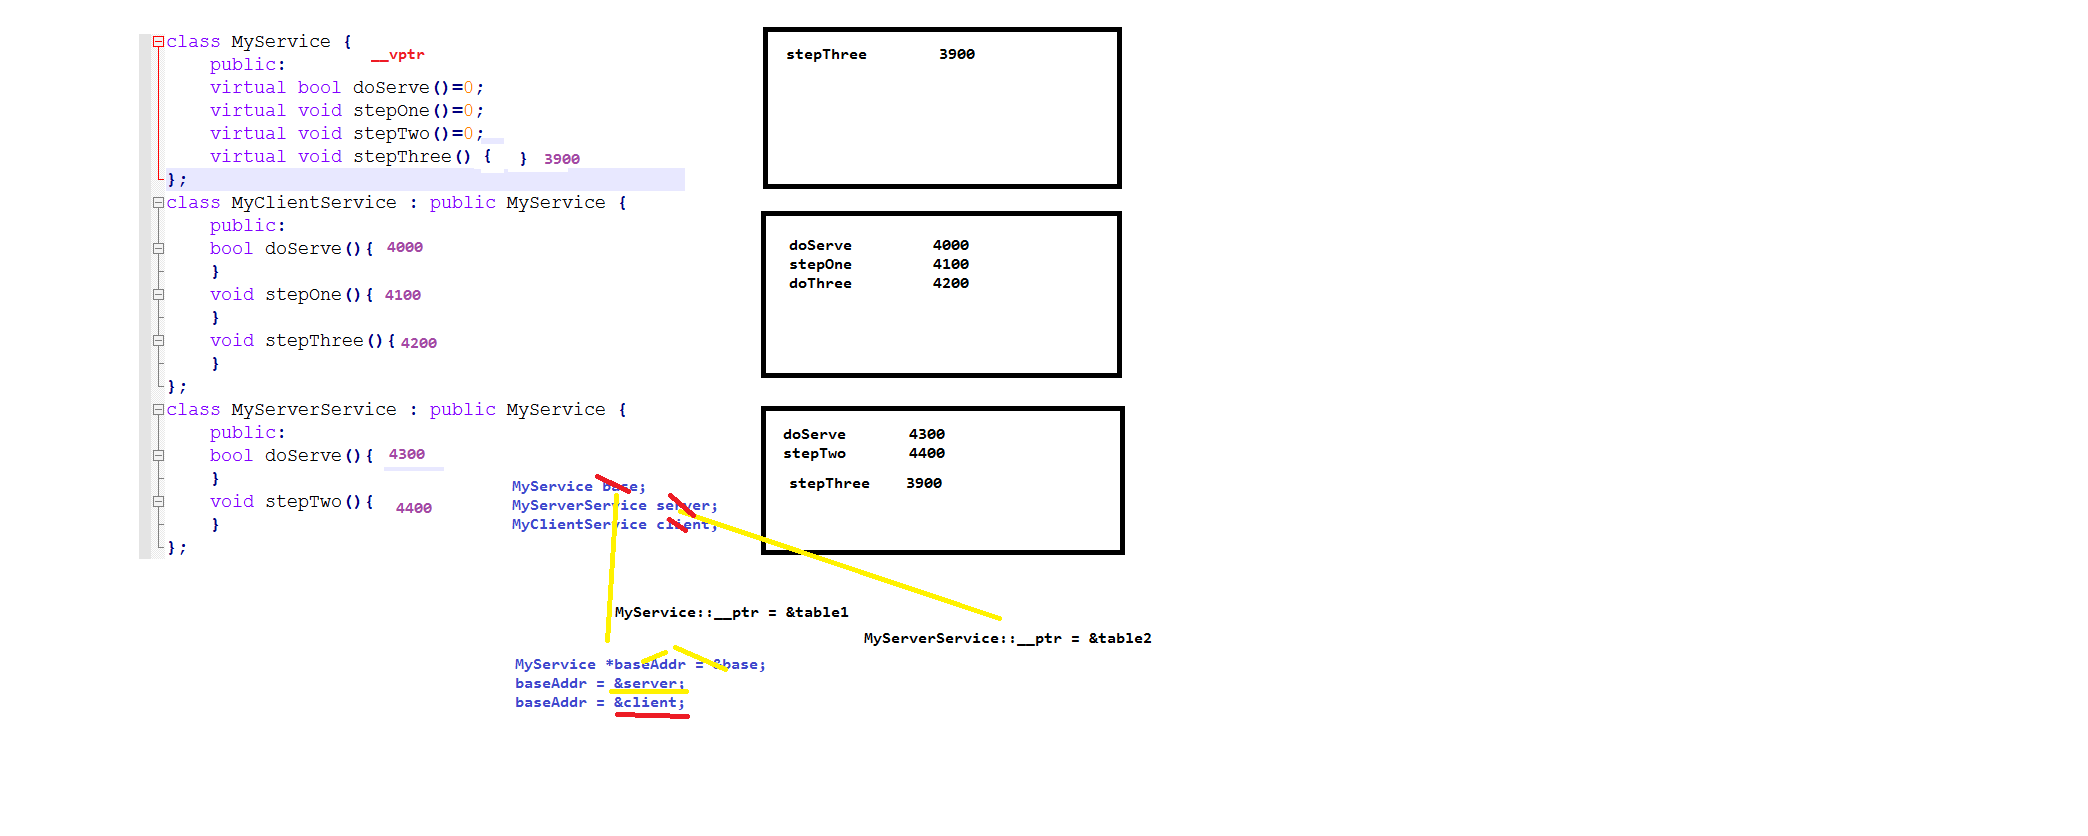 class MyService {
__vptr
public:
virtual bool doServe()=0;
virtual void stepOne()=0;
virtual void stepTwo()=0;
virtual void stepThree() { } 3900
};
class MyClientService : public MyService {
public:
bool doServe(){ 4000
}
void stepOne(){ 4100
}
void stepThree(){ 4200
}
};
class MyServerService : public MyService {
public:
bool doServe(){ 4300
}
void stepTwo(){ 4400
}
};
stepThree 3900
doServe 4000
stepOne 4100
doThree 4200
doServe 4300
stepTwo 4400
stepThree 3900
MyService base;
MyServerService server;
MyClientService client;
MyService::__ptr = &table1
MyServerService::__ptr = &table2
MyService *baseAddr = &base;
baseAddr = &server;
baseAddr = &client;